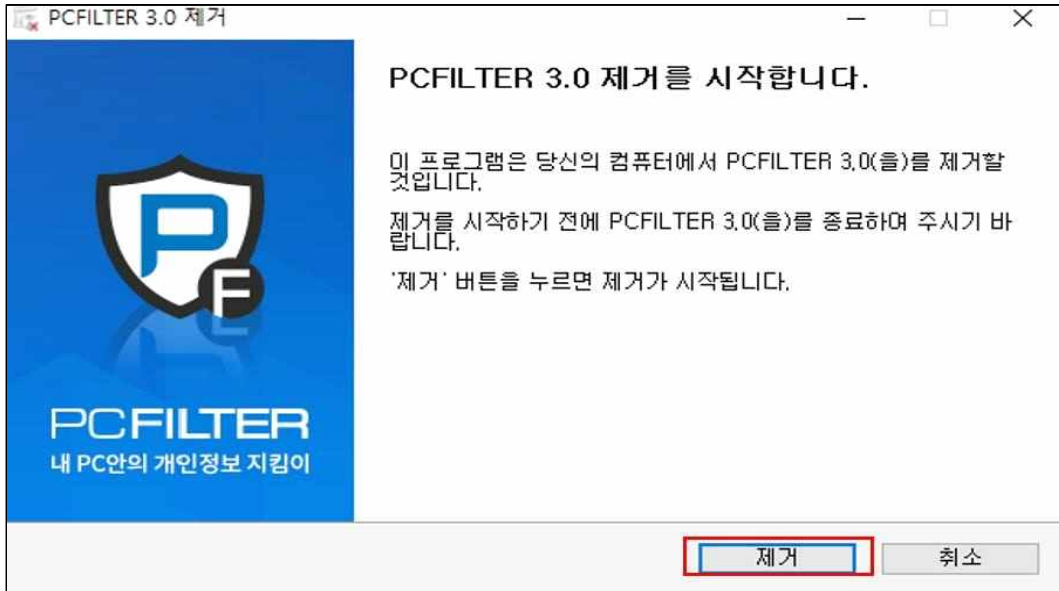 PCFILTER 3.0 제거
PCFILTER 3.0 제거를 시작합니다.
이 프로그램은 당신의 컴퓨터에서 PCFILTER 3.0(을)를 제거할
것입니다.
제거를 시작하기 전에 PCFILTER 3.0(을)를 종료하여 주시기 바
랍니다.
'제거' 버튼을 누르면 제거가 시작됩니다.
P
F
PCFILTER
내 PC안의 개인정보 지킴이
제거
취소